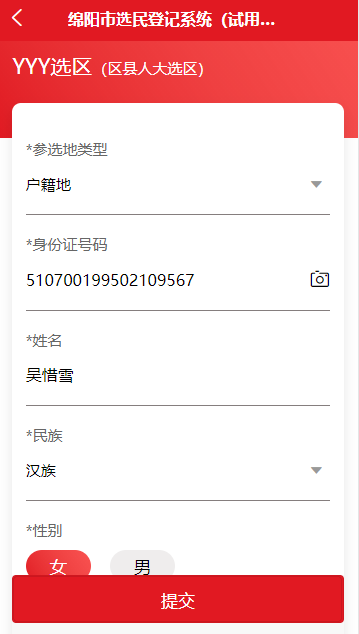 绵阳市选民登记系统（试用...
YYY选区（区县人大选区）
*参选地类型
户籍地
*身份证号码
510700199502109567
*姓名
吴惜雪
*民族
汉族
*性别
女 男
提交